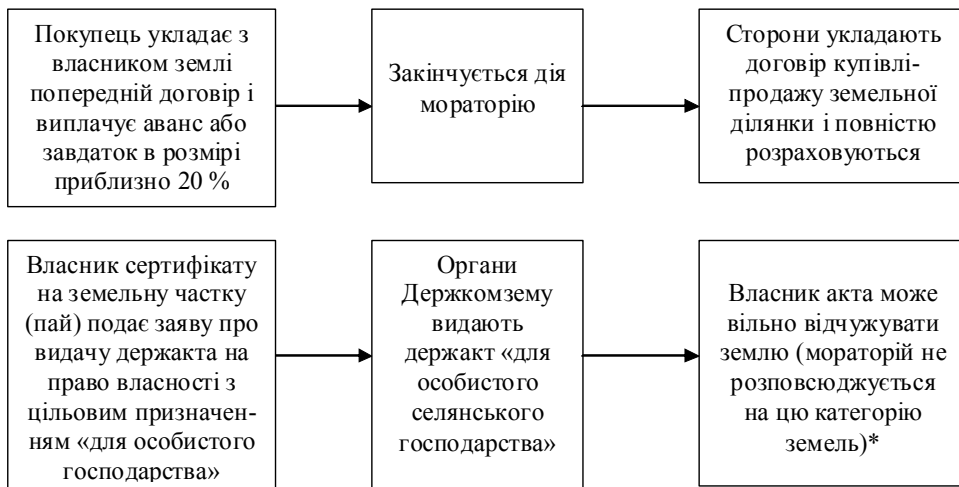 Покупець укладає з
власником землі
попередній договір і
виплачує аванс або
завдаток в розмірі
приблизно 20 %
Закінчується дія
мораторію
Сторони укладають
договір купівлі-
продажу земельної
ділянки і повністю
розраховуються
Власник сертифікату
на земельну частку
(пай) подає заяву про
видачу держакта на
право власності з
цільовим призначен-
ням «для особистого
господарства»
Органи
Держкомзему
видають
держакт «для
особистого
селянського
господарства»
Власник акта може
вільно відчужувати
землю (мораторій не
розповсюджується
на цю категорію
земель)*